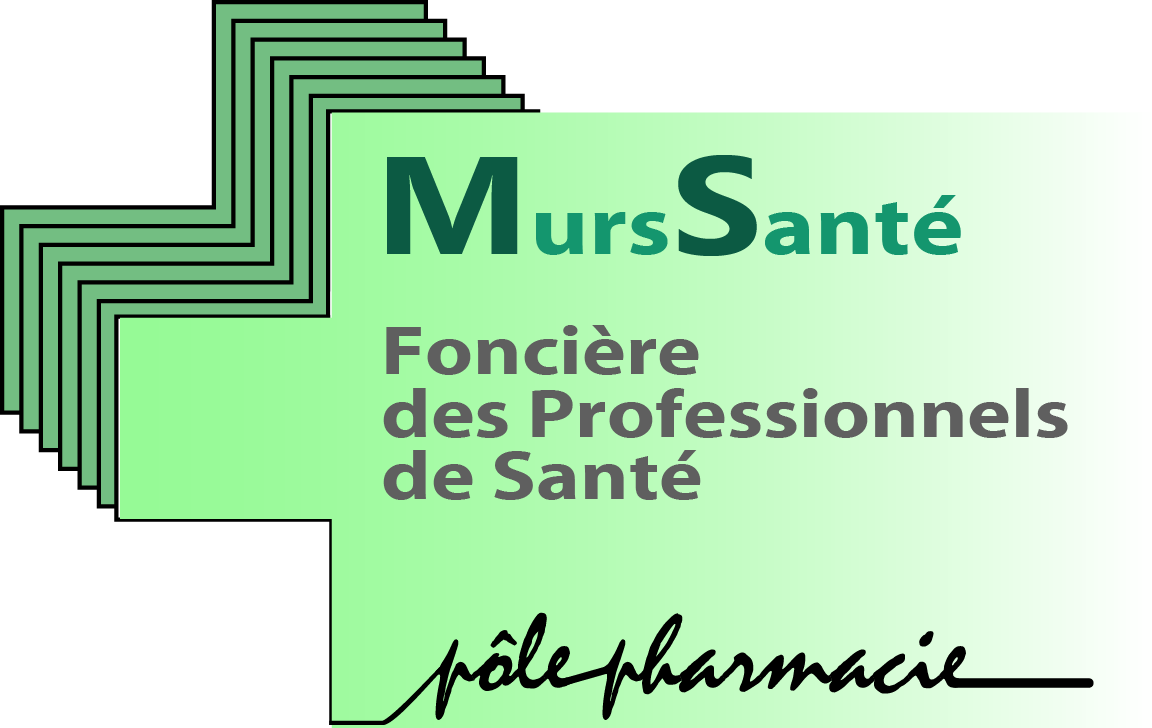 MursSanté
Foncière
des Professionnels
de Santé
pôle pharmacie